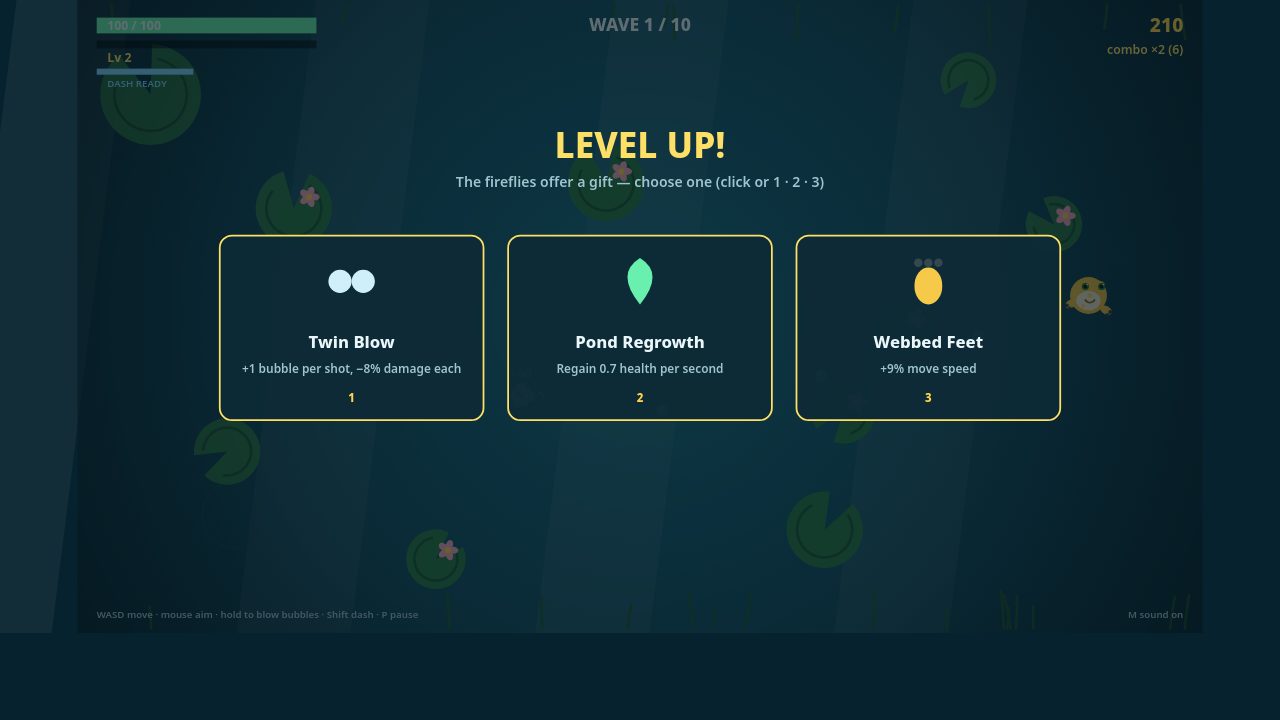 100 / 100
WAVE 1 / 10
210
combo ×2 (6)
Lv 2
DASH READY
LEVEL UP!
The fireflies offer a gift — choose one (click or 1 · 2 · 3)
Twin Blow
+1 bubble per shot, −8% damage each
1
Pond Regrowth
Regain 0.7 health per second
2
Webbed Feet
+9% move speed
3
WASD move · mouse aim · hold to blow bubbles · Shift dash · P pause
M sound on